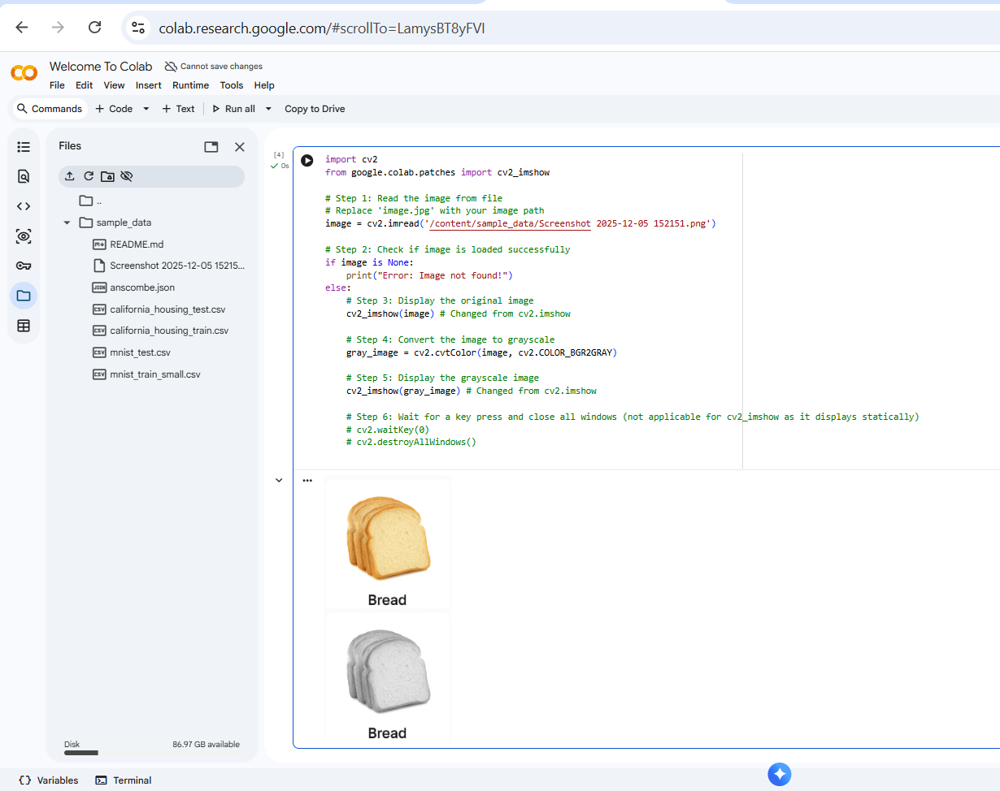 colab.research.google.com/#scrollTo=LamysBT8yFVI
Welcome To Colab Cannot save changes
File Edit View Insert Runtime Tools Help
Commands + Code + Text Run all Copy to Drive
Files
..
sample_data
README.md
Screenshot 2025-12-05 15215...
anscombe.json
california_housing_test.csv
california_housing_train.csv
mnist_test.csv
mnist_train_small.csv
Disk 86.97 GB available
[4]
0s
import cv2
from google.colab.patches import cv2_imshow
# Step 1: Read the image from file
# Replace 'image.jpg' with your image path
image = cv2.imread('/content/sample_data/Screenshot 2025-12-05 152151.png')
# Step 2: Check if image is loaded successfully
if image is None:
    print("Error: Image not found!")
else:
    # Step 3: Display the original image
    cv2_imshow(image) # Changed from cv2.imshow
    # Step 4: Convert the image to grayscale
    gray_image = cv2.cvtColor(image, cv2.COLOR_BGR2GRAY)
    # Step 5: Display the grayscale image
    cv2_imshow(gray_image) # Changed from cv2.imshow
    # Step 6: Wait for a key press and close all windows (not applicable for cv2_imshow as it displays statically)
    # cv2.waitKey(0)
    # cv2.destroyAllWindows()
Bread
Bread
Variables Terminal